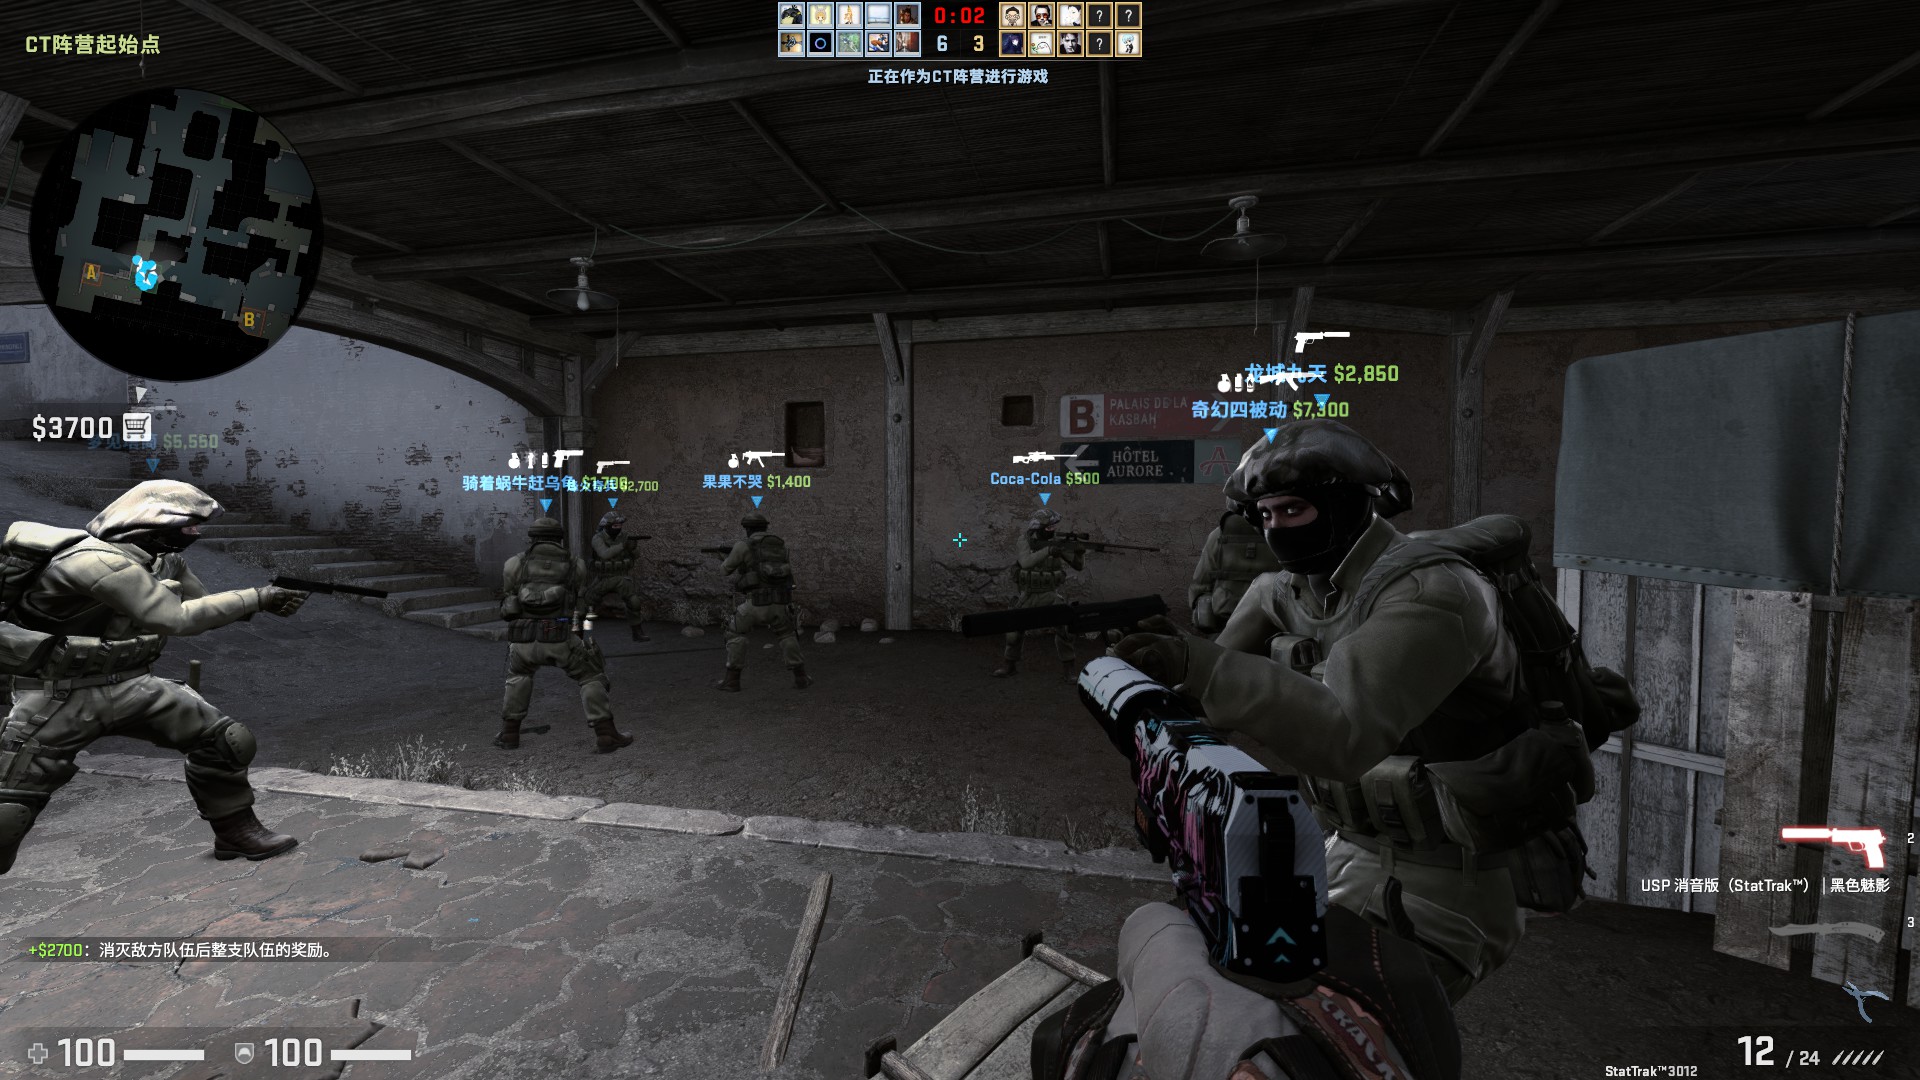 CT阵营起始点
0:02
6 3
? ?
?
正在作为CT阵营进行游戏
A
B
$3700
$5,550
龙城九天 $2,850
奇幻四被动 $7,300
B PALAIS DE LA KASBAH
HÔTEL AURORE
A
骑着蜗牛赶乌龟
$2,700
果果不哭 $1,400
Coca-Cola $500
2
USP 消音版（StatTrak™） | 黑色魅影
3
+$2700：消灭敌方队伍后整支队伍的奖励。
100 100
12 / 24
StatTrak™3012